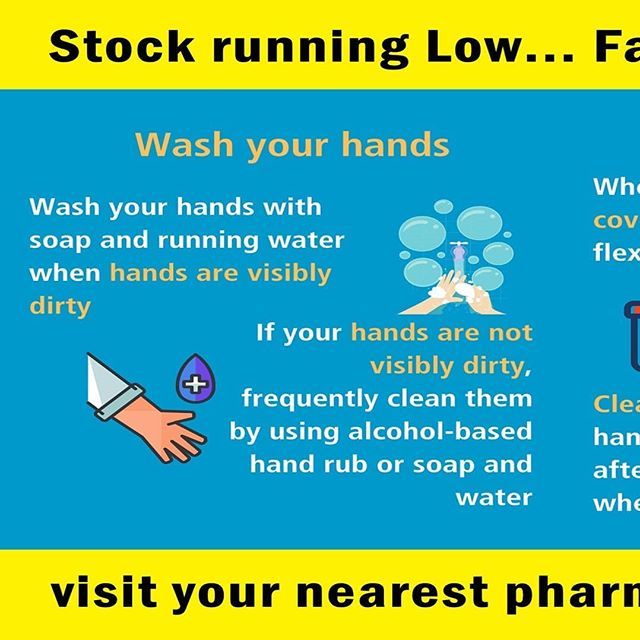 Stock running Low... Fa
Wash your hands
Wash your hands with
soap and running water
when hands are visibly
dirty
If your hands are not
visibly dirty,
frequently clean them
by using alcohol-based
hand rub or soap and
water
Whe
cov
flex
Clea
han
afte
whe
visit your nearest pharm